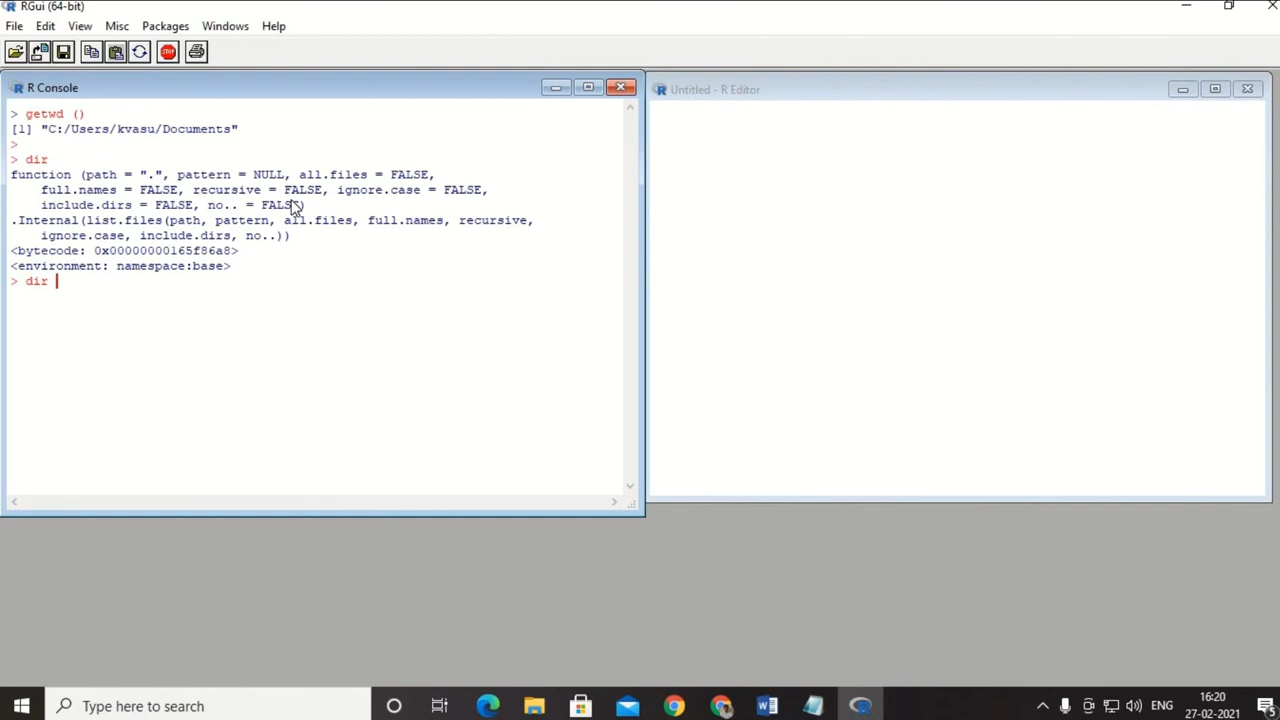 RGui (64-bit)
File Edit View Misc Packages Windows Help
STOP
R Console
> getwd ()
[1] "C:/Users/kvasu/Documents"
>
> dir
function (path = ".", pattern = NULL, all.files = FALSE,
    full.names = FALSE, recursive = FALSE, ignore.case = FALSE,
    include.dirs = FALSE, no.. = FALSE)
.Internal(list.files(path, pattern, all.files, full.names, recursive,
    ignore.case, include.dirs, no..))
<bytecode: 0x00000000165f86a8>
<environment: namespace:base>
> dir
Untitled - R Editor
Type here to search
ENG
16:20
27-02-2021
5